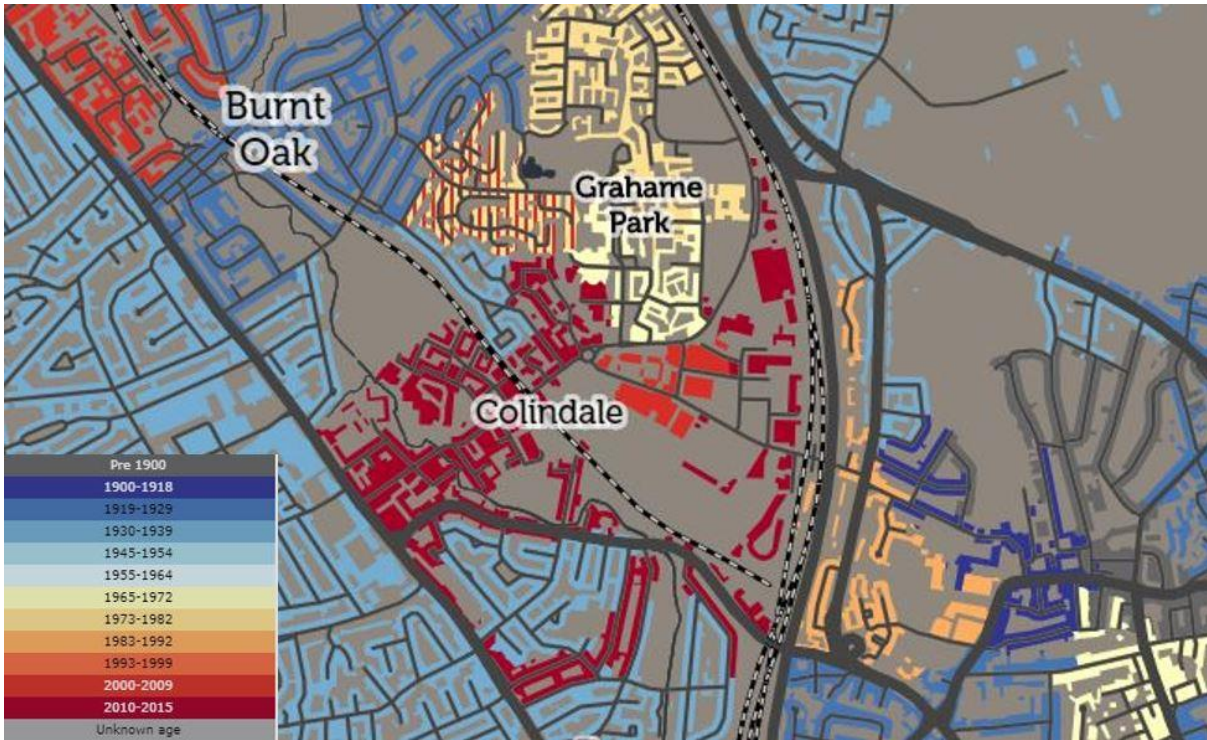 Burnt
Oak
Grahame
Park
Colindale
Pre 1900
1900-1918
1919-1929
1930-1939
1945-1954
1955-1964
1965-1972
1973-1982
1983-1992
1993-1999
2000-2009
2010-2015
Unknown age